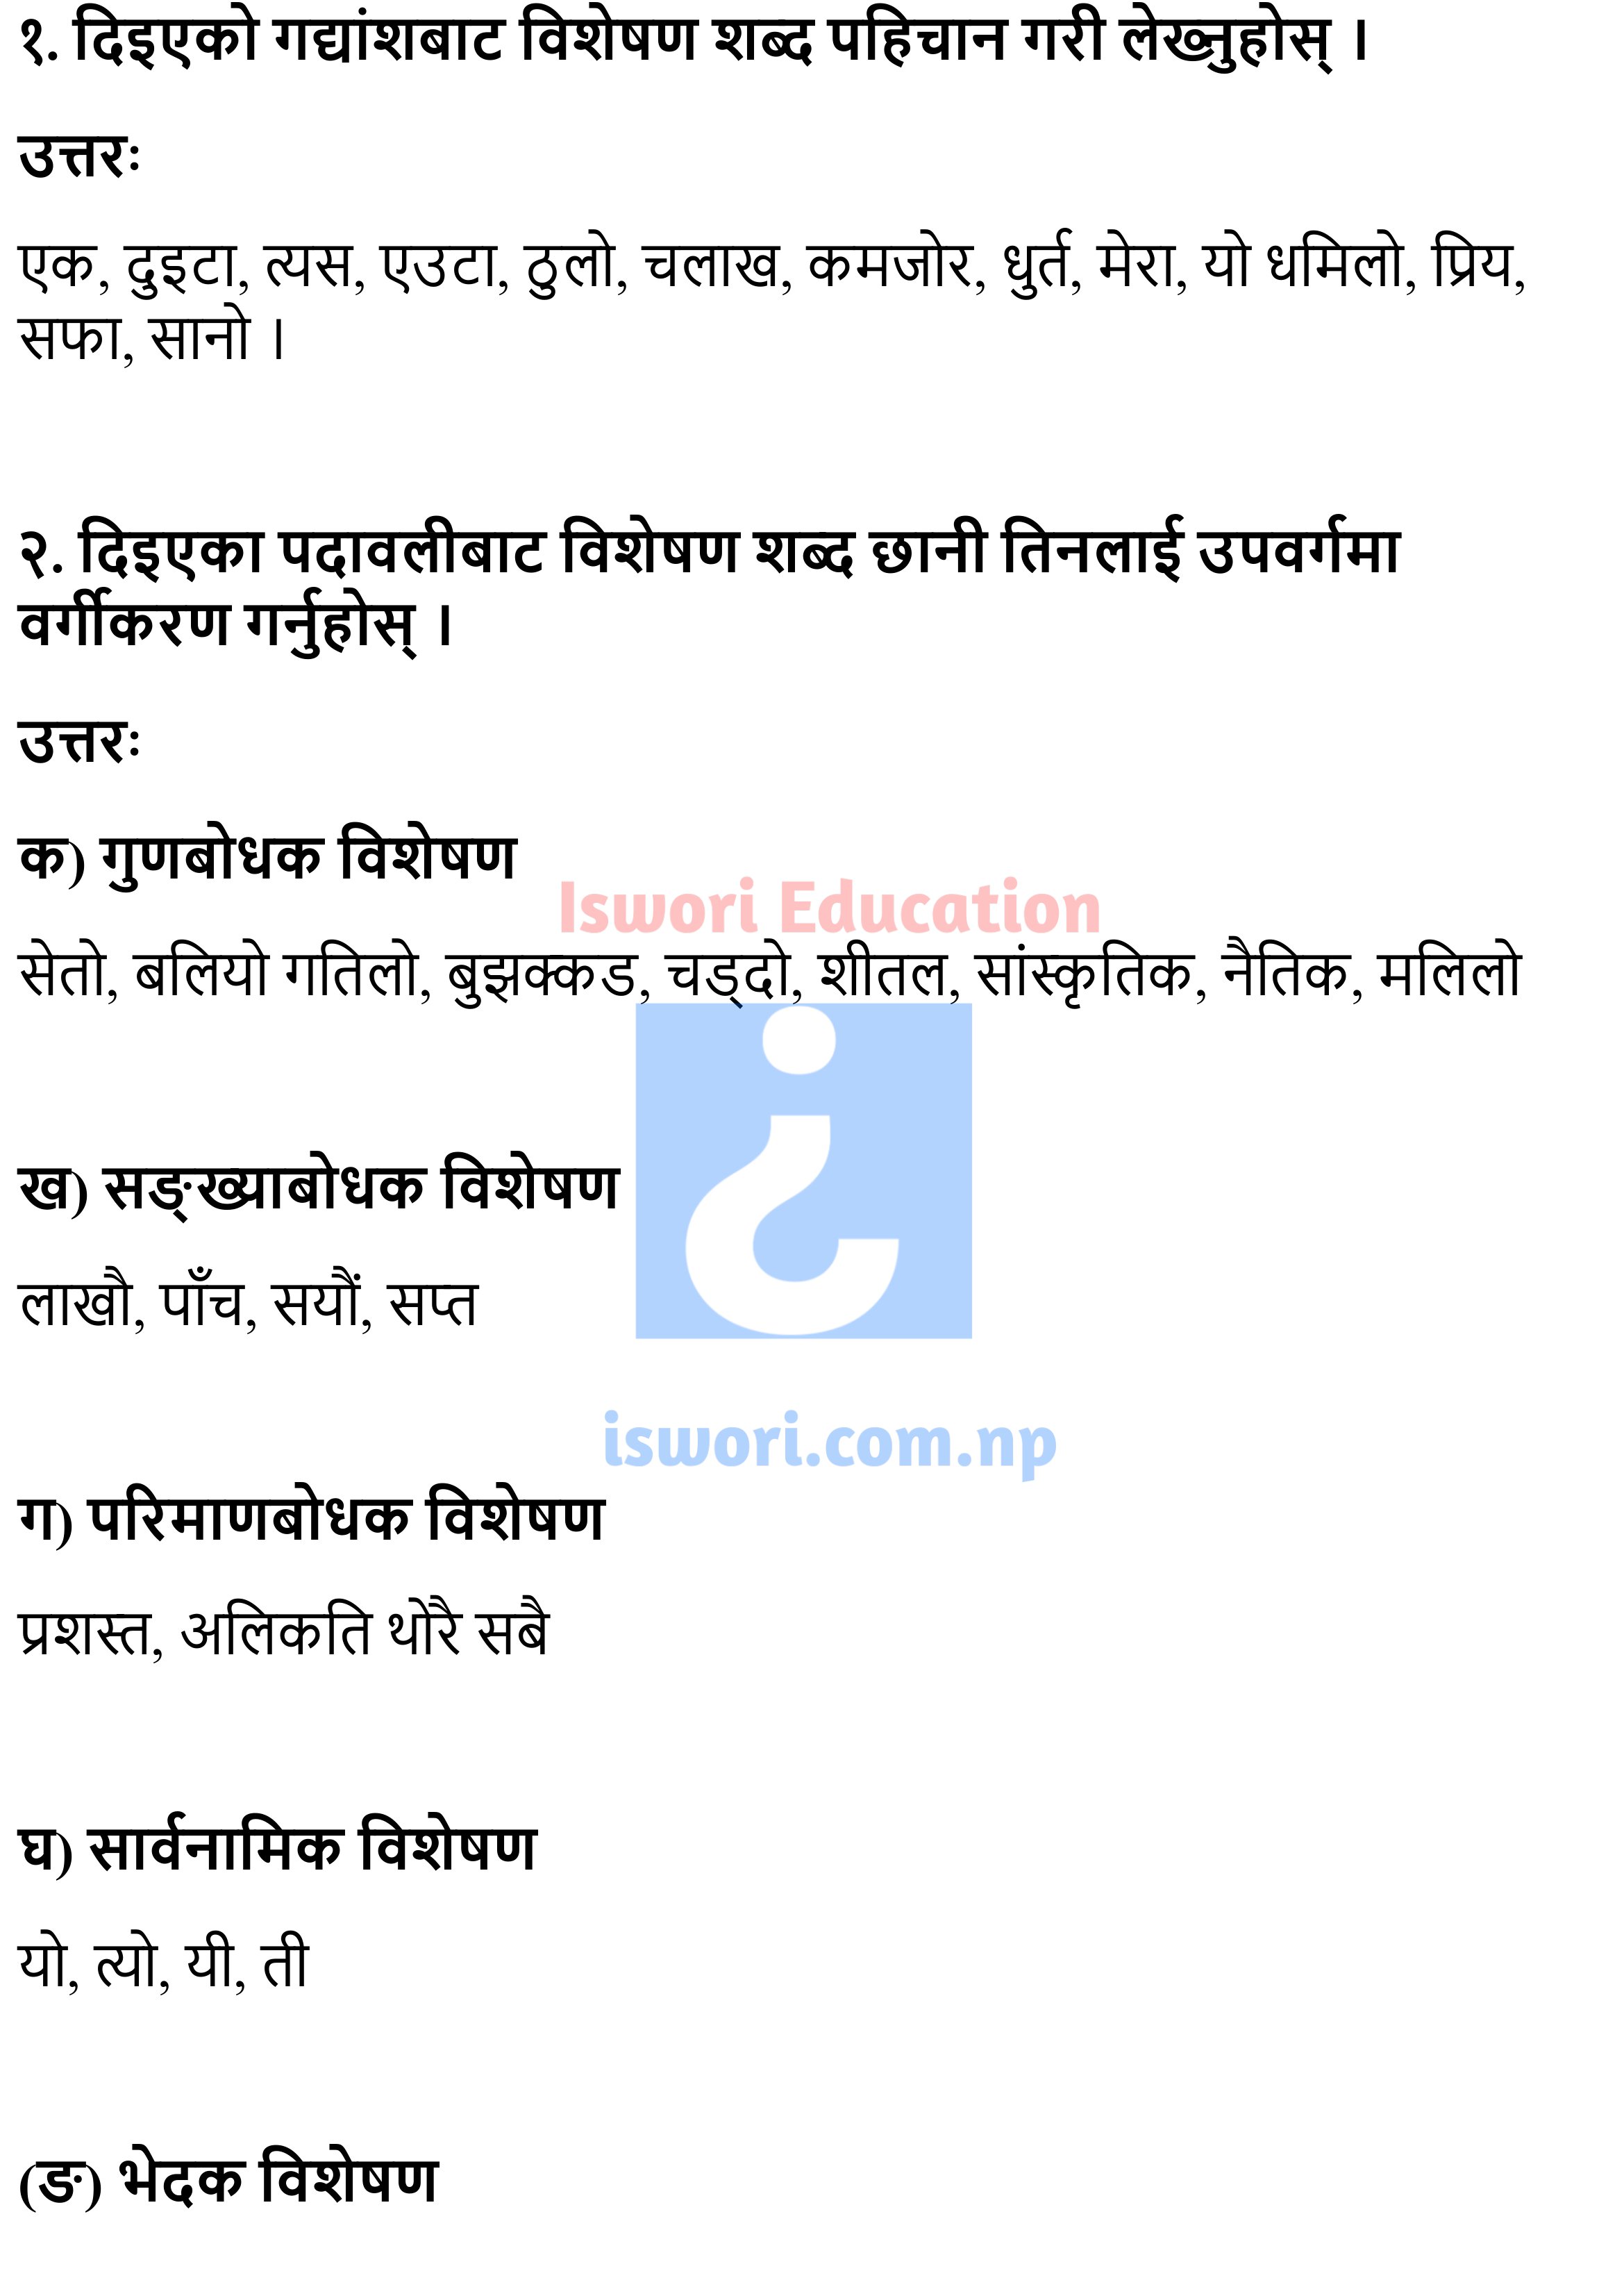 १. दिइएको गद्यांशबाट विशेषण शब्द पहिचान गरी लेख्नुहोस् ।
उत्तरः
एक, दुइटा, त्यस, एउटा, ठुलो, चलाख, कमजोर, धुर्त, मेरा, यो धमिलो, प्रिय,
सफा, सानो ।
२. दिइएका पदावलीबाट विशेषण शब्द छानी तिनलाई उपवर्गमा
वर्गीकरण गर्नुहोस् ।
उत्तरः
क) गुणबोधक विशेषण
Iswori Education
सेतो, बलियो गतिलो, बुझक्कड, चड्दो, शीतल, सांस्कृतिक, नैतिक, मलिलो
ख) सङ्ख्याबोधक विशेषण
लाखौ, पाँच, सयौं, सप्त
iswori.com.np
ग) परिमाणबोधक विशेषण
प्रशस्त, अलिकति थोरै सबै
घ) सार्वनामिक विशेषण
यो, त्यो, यी, ती
(ङ) भेदक विशेषण